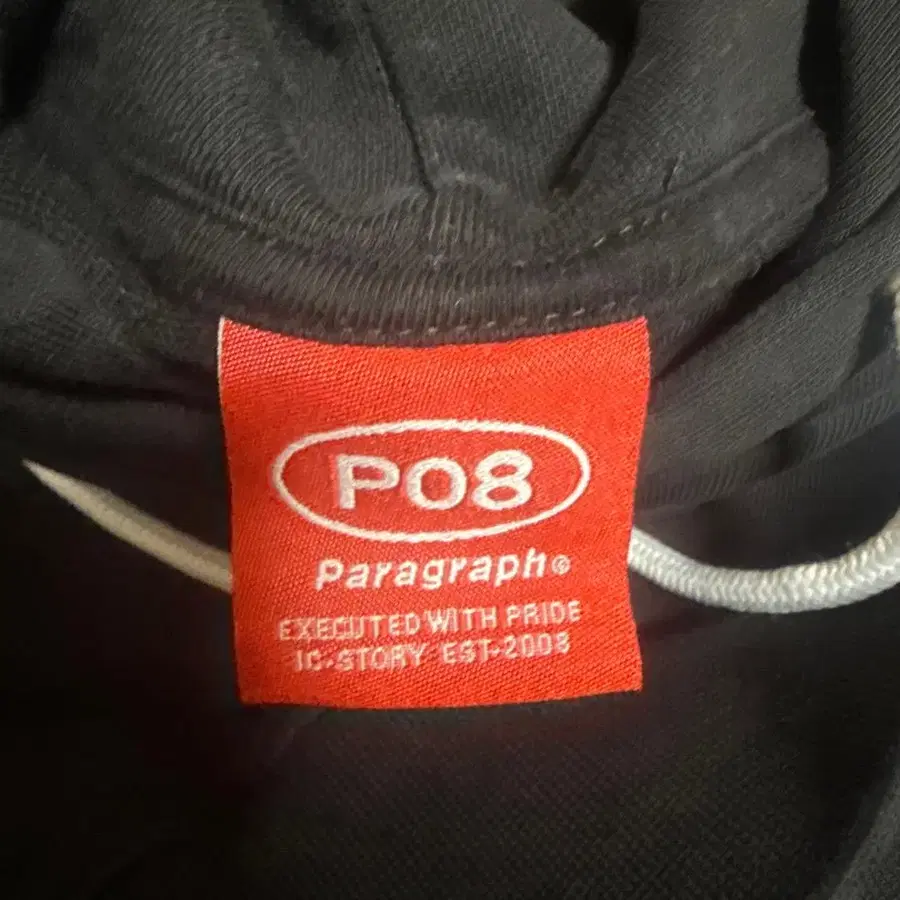 P08
Paragraph©
EXECUTED WITH PRIDE
IC-STORY EST-2008